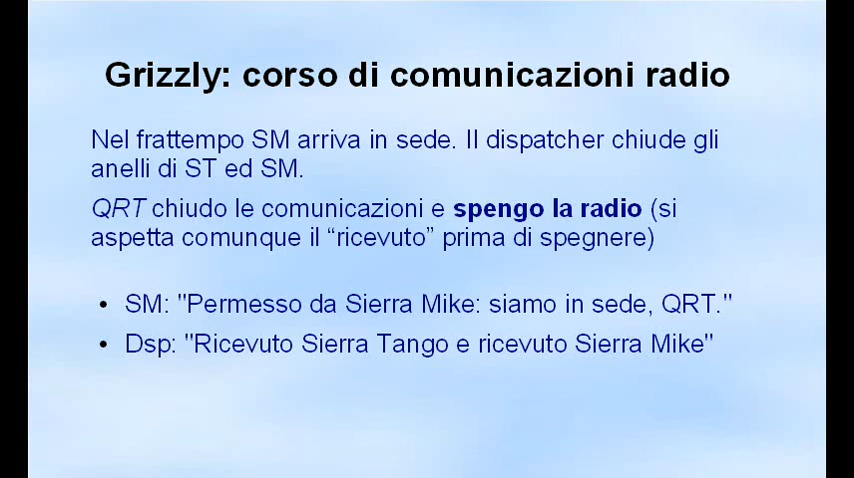 Grizzly: corso di comunicazioni radio
Nel frattempo SM arriva in sede. Il dispatcher chiude gli
anelli di ST ed SM.
QRT chiudo le comunicazioni e spengo la radio (si
aspetta comunque il “ricevuto” prima di spegnere)
• SM: "Permesso da Sierra Mike: siamo in sede, QRT."
• Dsp: "Ricevuto Sierra Tango e ricevuto Sierra Mike"